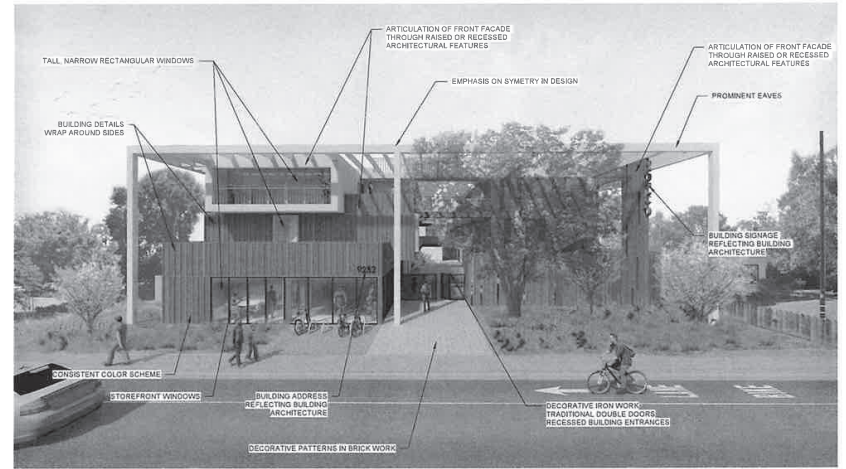 ARTICULATION OF FRONT FACADE
THROUGH RAISED OR RECESSED
ARCHITECTURAL FEATURES
TALL, NARROW RECTANGULAR WINDOWS
ARTICULATION OF FRONT FACADE
THROUGH RAISED OR RECESSED
ARCHITECTURAL FEATURES
EMPHASIS ON SYMETRY IN DESIGN
PROMINENT EAVES
BUILDING DETAILS
WRAP AROUND SIDES
BUILDING SIGNAGE
REFLECTING BUILDING
ARCHITECTURE
9232
CONSISTENT COLOR SCHEME
STOREFRONT WINDOWS
BUILDING ADDRESS
REFLECTING BUILDING
ARCHITECTURE
DECORATIVE IRON WORK
TRADITIONAL DOUBLE DOORS
RECESSED BUILDING ENTRANCES
DECORATIVE PATTERNS IN BRICK WORK